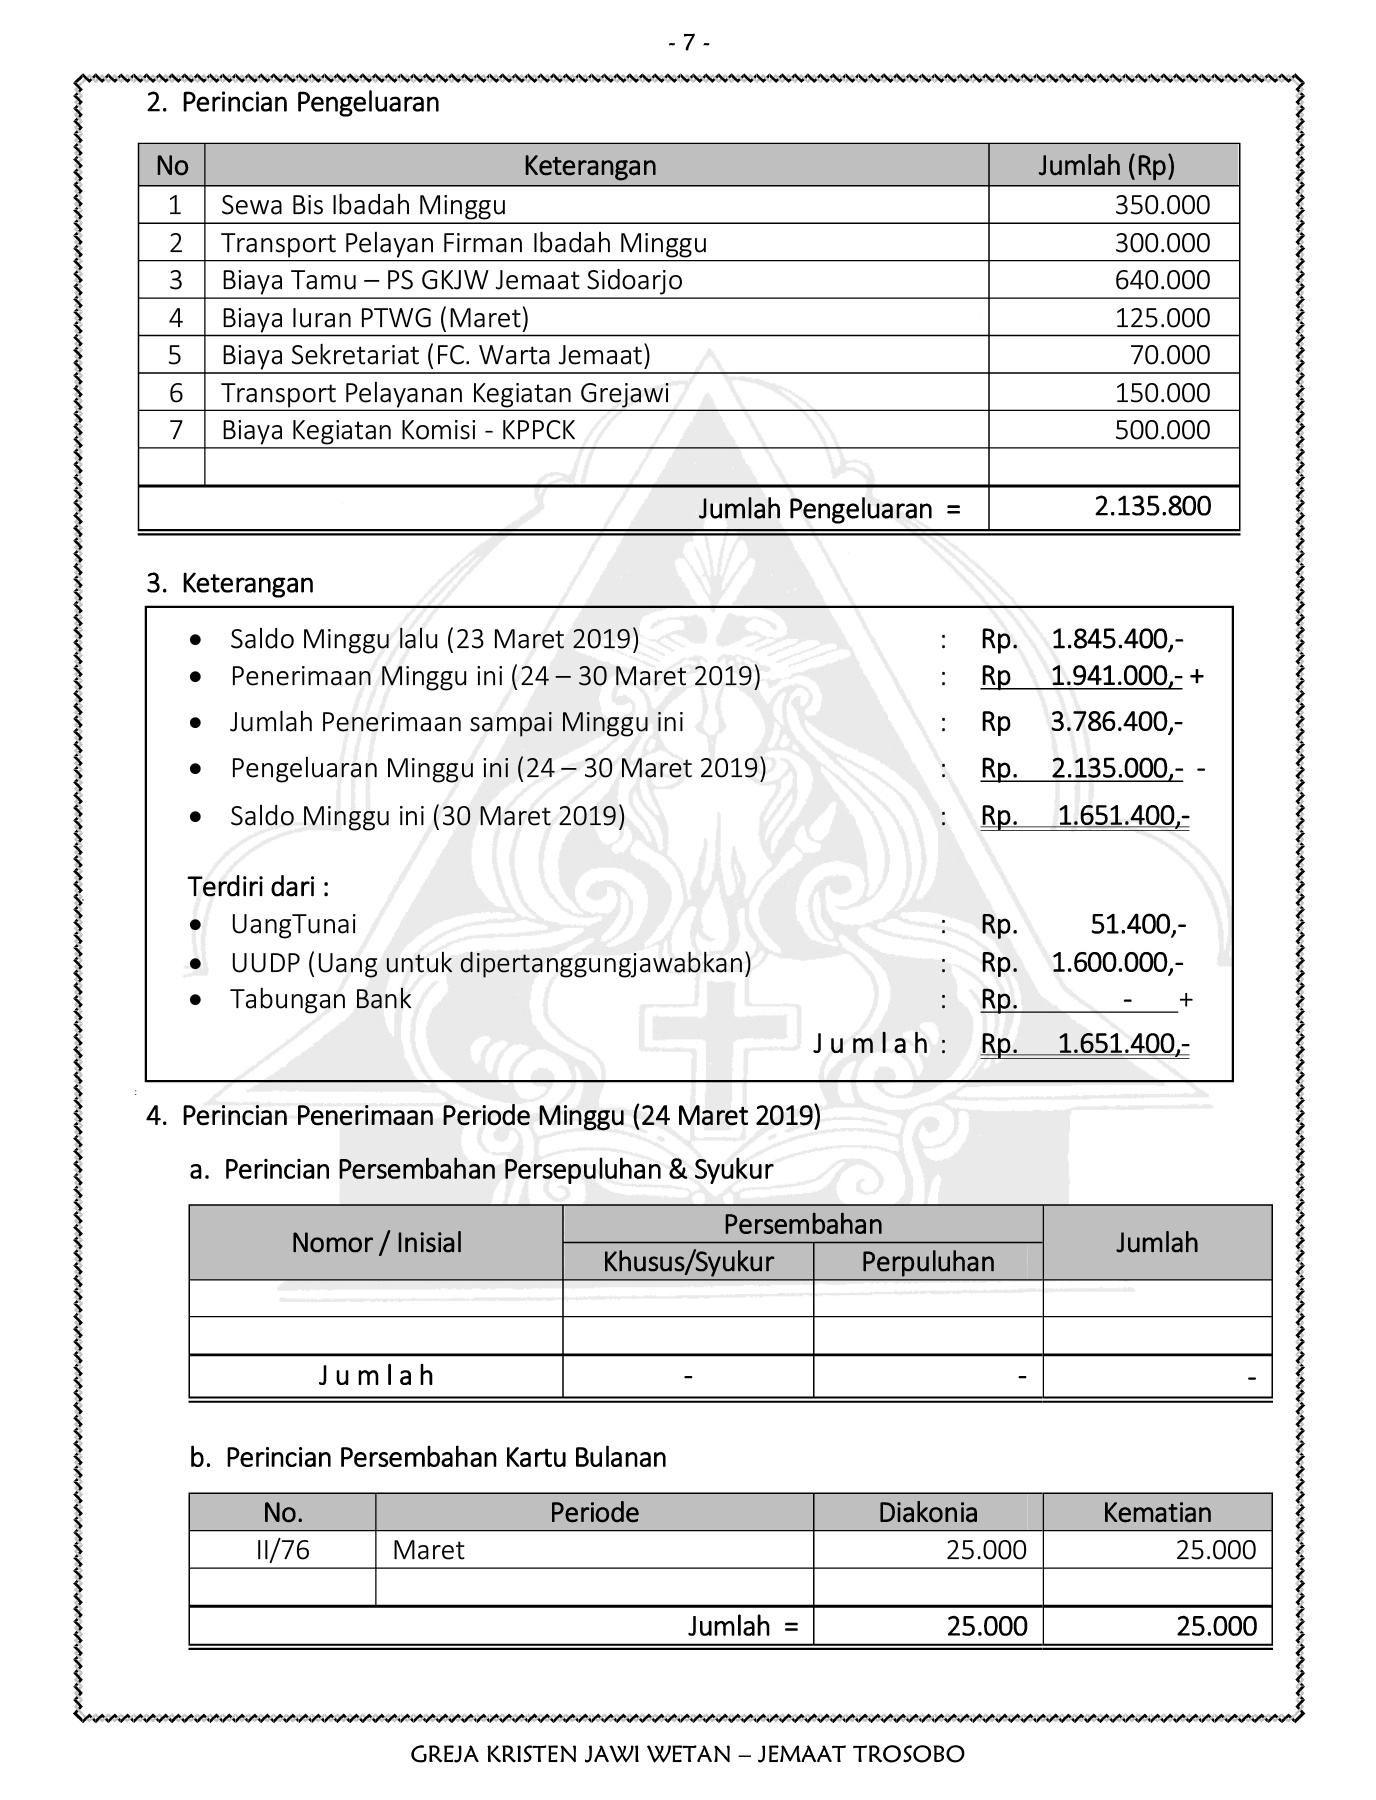 - 7 -
2. Perincian Pengeluaran
No Keterangan Jumlah (Rp)
1 Sewa Bis Ibadah Minggu 350.000
2 Transport Pelayan Firman Ibadah Minggu 300.000
3 Biaya Tamu – PS GKJW Jemaat Sidoarjo 640.000
4 Biaya Iuran PTWG (Maret) 125.000
5 Biaya Sekretariat (FC. Warta Jemaat) 70.000
6 Transport Pelayanan Kegiatan Grejawi 150.000
7 Biaya Kegiatan Komisi - KPPCK 500.000
Jumlah Pengeluaran = 2.135.800
3. Keterangan
• Saldo Minggu lalu (23 Maret 2019) : Rp. 1.845.400,-
• Penerimaan Minggu ini (24 – 30 Maret 2019) : Rp 1.941.000,- +
• Jumlah Penerimaan sampai Minggu ini : Rp 3.786.400,-
• Pengeluaran Minggu ini (24 – 30 Maret 2019) : Rp. 2.135.000,- -
• Saldo Minggu ini (30 Maret 2019) : Rp. 1.651.400,-
Terdiri dari :
• UangTunai : Rp. 51.400,-
• UUDP (Uang untuk dipertanggungjawabkan) : Rp. 1.600.000,-
• Tabungan Bank : Rp. - +
J u m l a h : Rp. 1.651.400,-
:
4. Perincian Penerimaan Periode Minggu (24 Maret 2019)
a. Perincian Persembahan Persepuluhan & Syukur
Nomor / Inisial Persembahan Jumlah
Khusus/Syukur Perpuluhan
J u m l a h - - -
b. Perincian Persembahan Kartu Bulanan
No. Periode Diakonia Kematian
II/76 Maret 25.000 25.000
Jumlah = 25.000 25.000
GREJA KRISTEN JAWI WETAN – JEMAAT TROSOBO